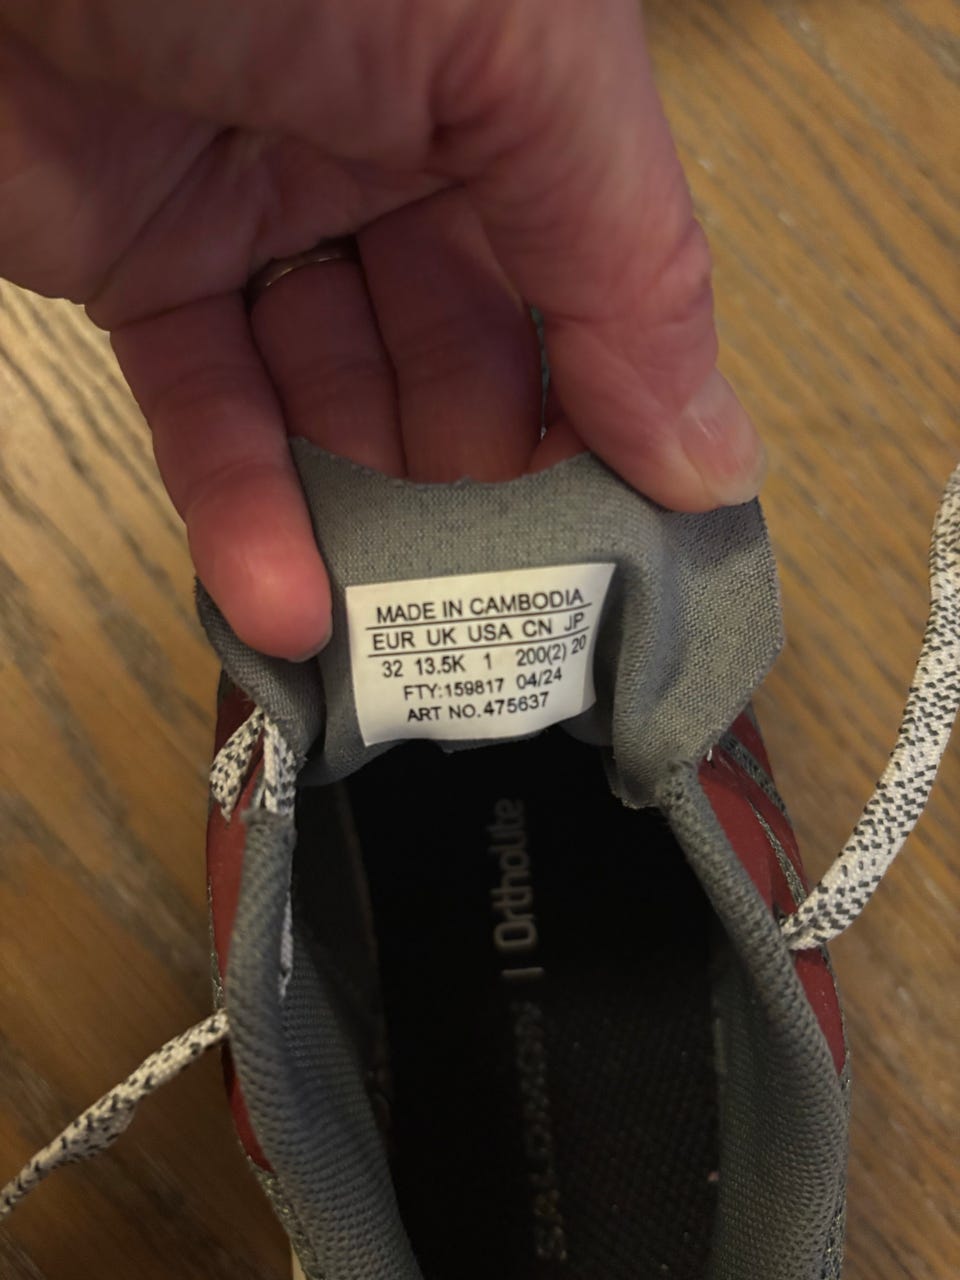 MADE IN CAMBODIA
EUR UK USA CN JP
32 13.5K 1 200(2) 20
FTY:159817 04/24
ART NO.475637
Ortholite
SALOMON